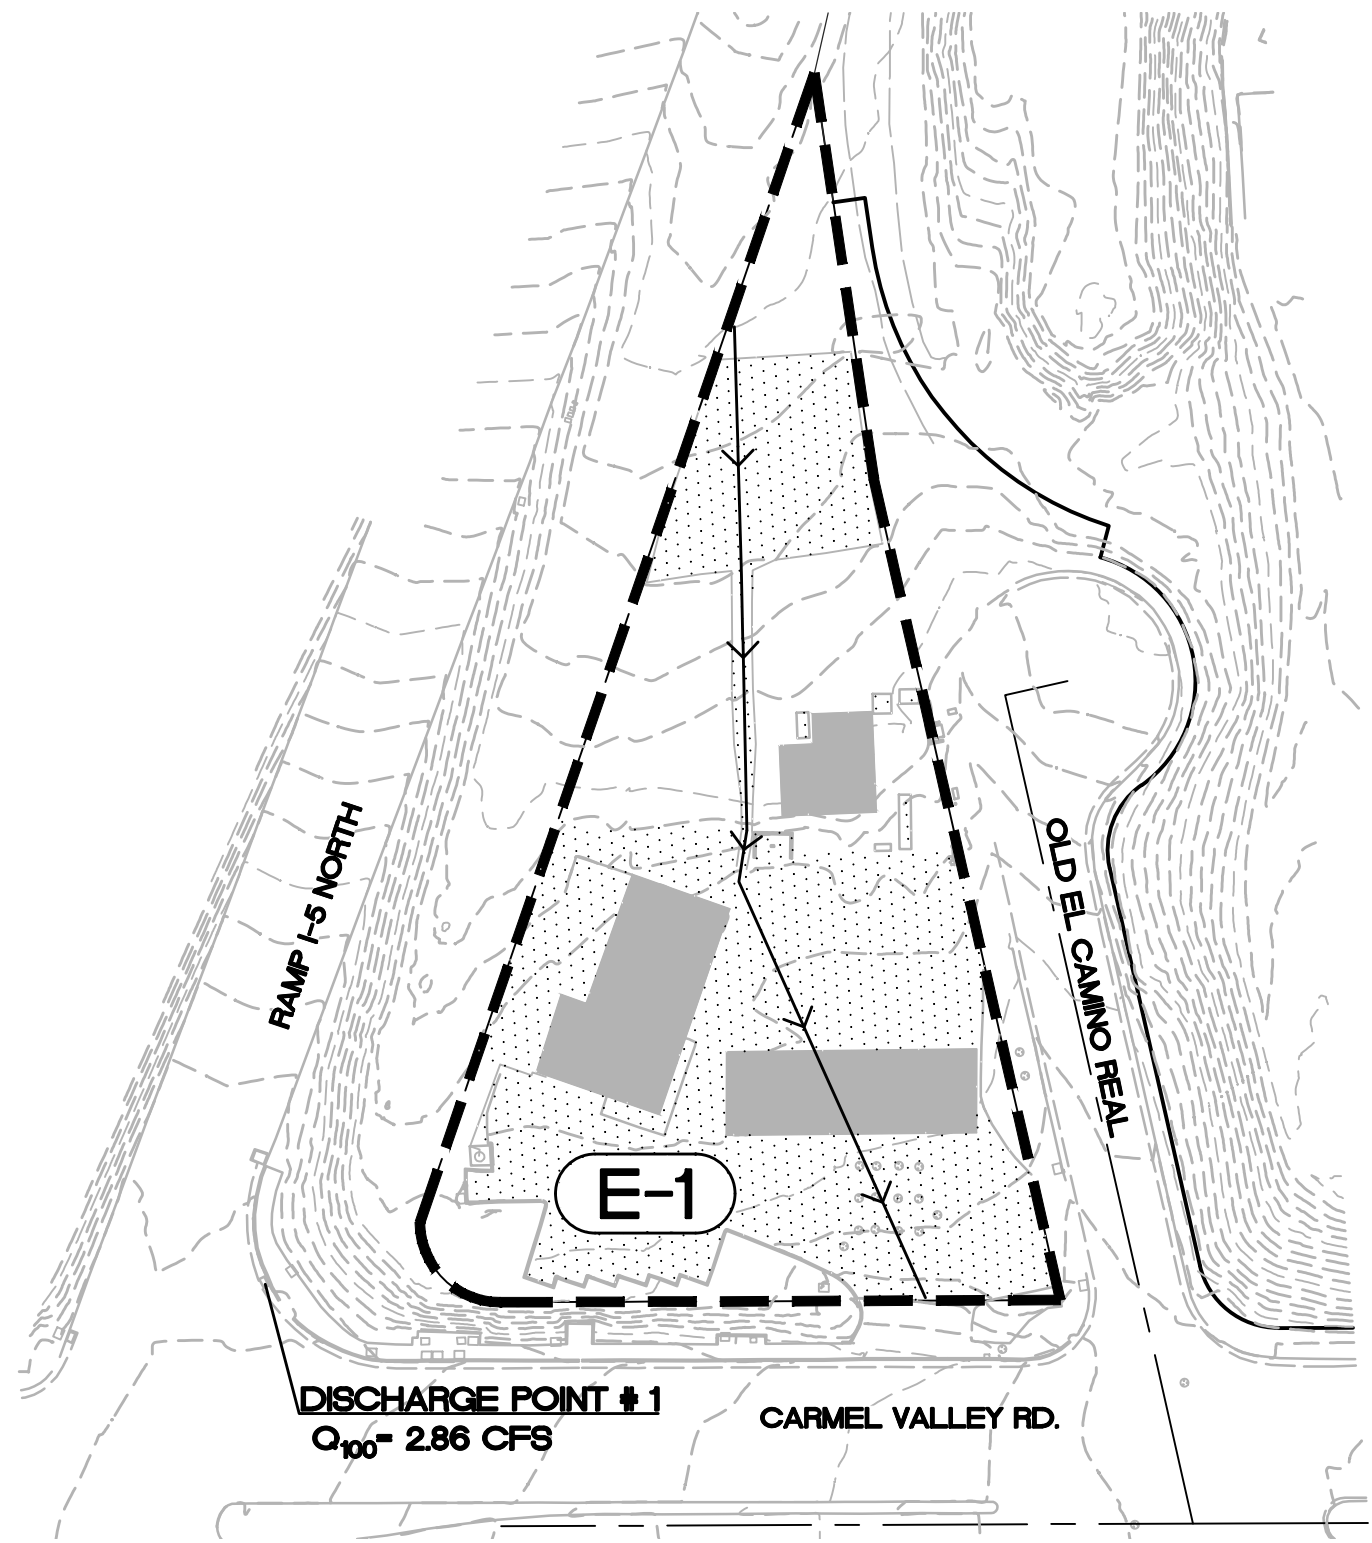 RAMP I-5 NORTH
OLD EL CAMINO REAL
E-1
DISCHARGE POINT # 1
Q100= 2.86 CFS
CARMEL VALLEY RD.